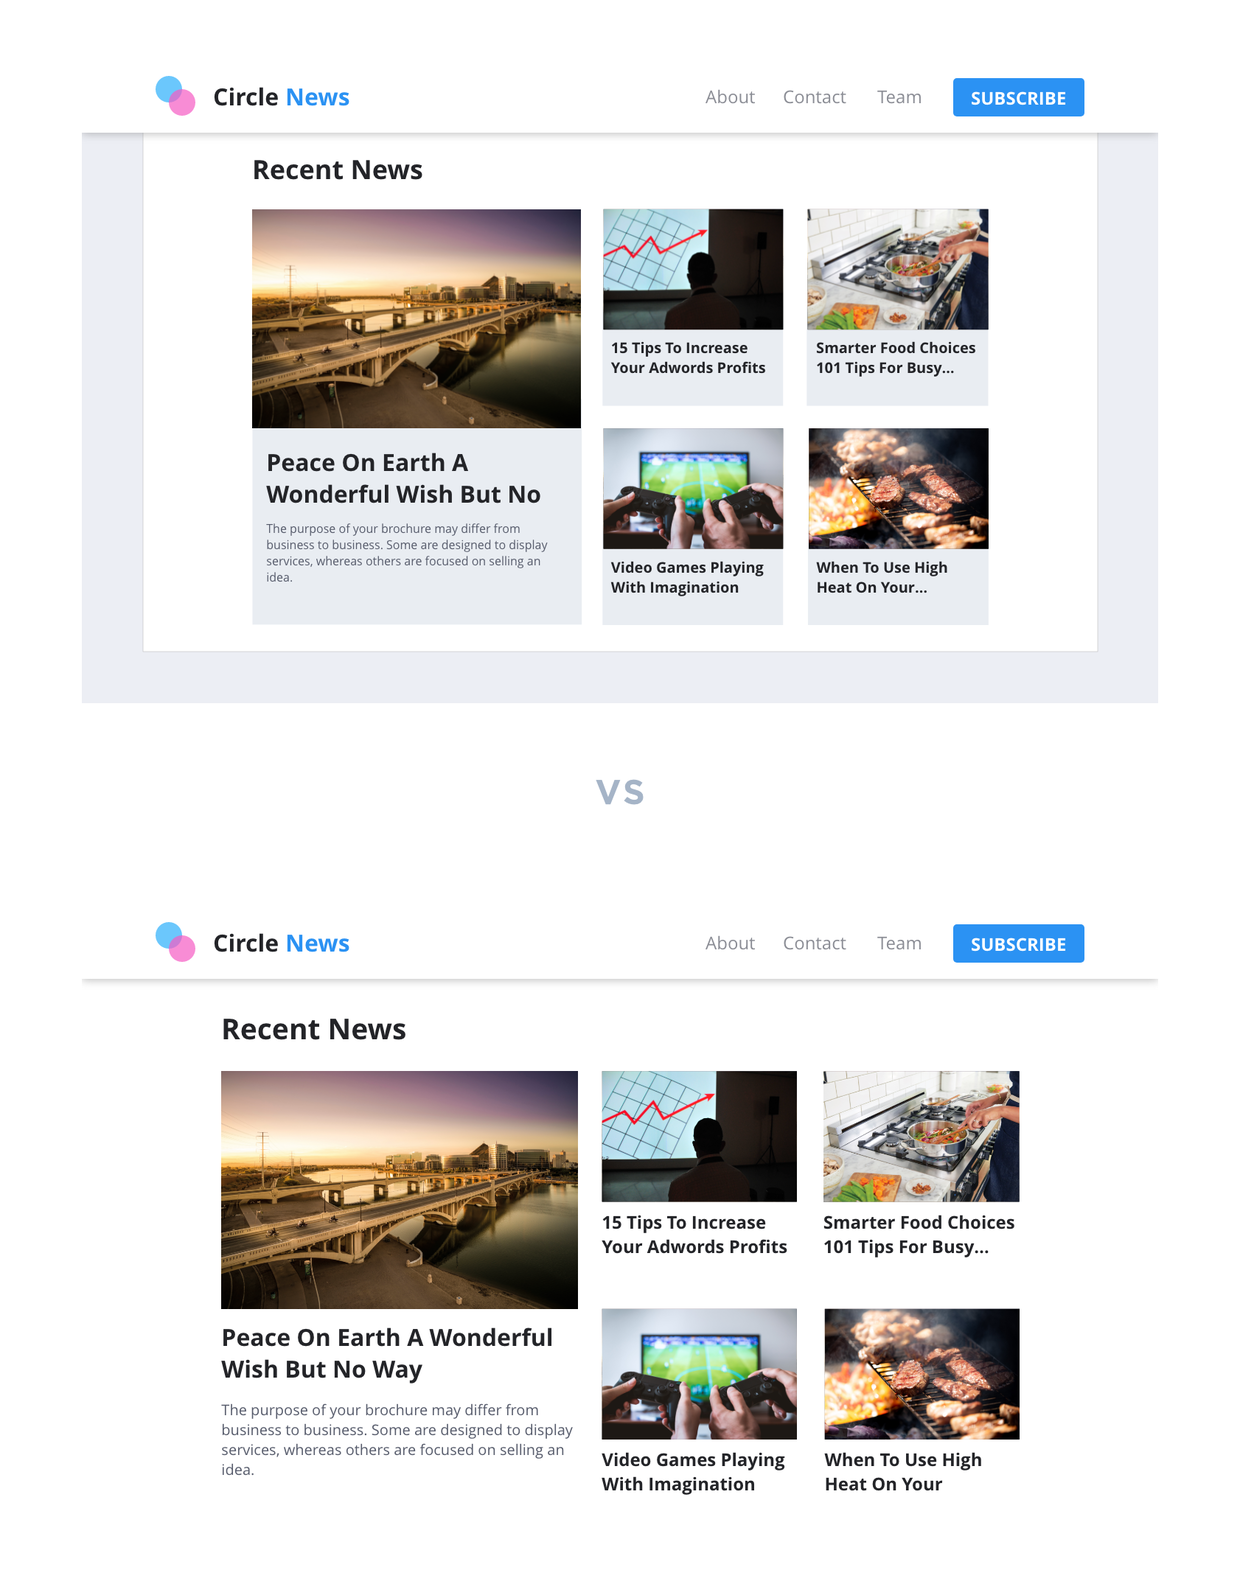 Circle News
About Contact Team SUBSCRIBE
Recent News
Peace On Earth A
Wonderful Wish But No
The purpose of your brochure may differ from
business to business. Some are designed to display
services, whereas others are focused on selling an
idea.
15 Tips To Increase
Your Adwords Profits
Smarter Food Choices
101 Tips For Busy...
Video Games Playing
With Imagination
When To Use High
Heat On Your...
VS
Circle News
About Contact Team SUBSCRIBE
Recent News
Peace On Earth A Wonderful
Wish But No Way
The purpose of your brochure may differ from
business to business. Some are designed to display
services, whereas others are focused on selling an
idea.
15 Tips To Increase
Your Adwords Profits
Smarter Food Choices
101 Tips For Busy...
Video Games Playing
With Imagination
When To Use High
Heat On Your